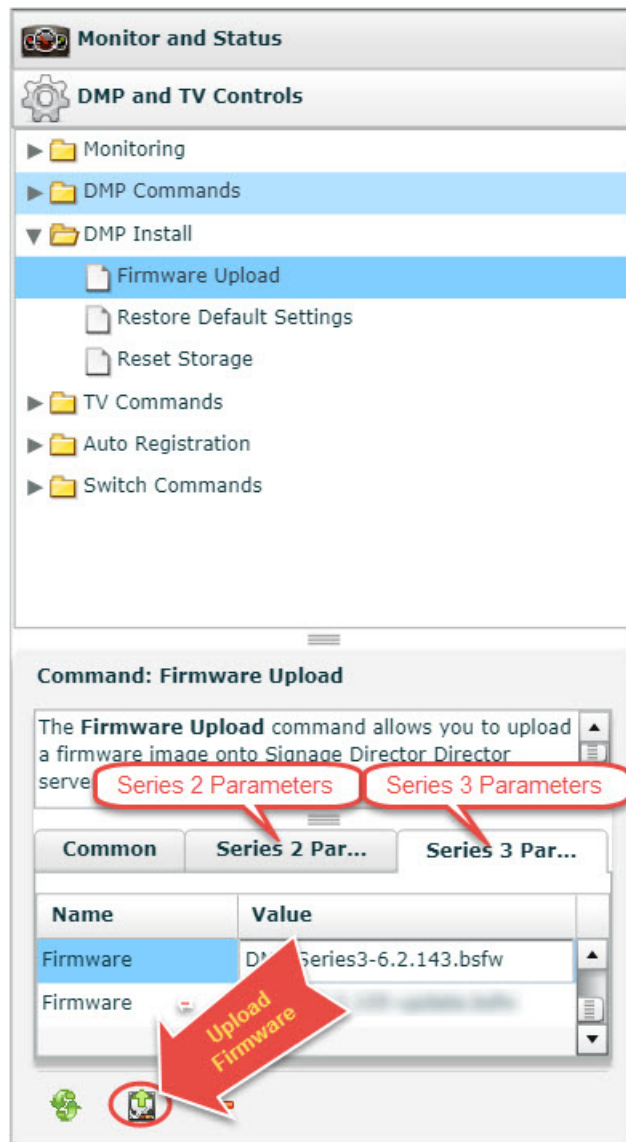 Monitor and Status
DMP and TV Controls
Monitoring
DMP Commands
DMP Install
Firmware Upload
Restore Default Settings
Reset Storage
TV Commands
Auto Registration
Switch Commands
Command: Firmware Upload
The Firmware Upload command allows you to upload
a firmware image onto Signage Director Director
serve
Series 2 Parameters
Series 3 Parameters
Common
Series 2 Par...
Series 3 Par...
Name
Value
Firmware
Series3-6.2.143.bsfw
Firmware
Upload
Firmware